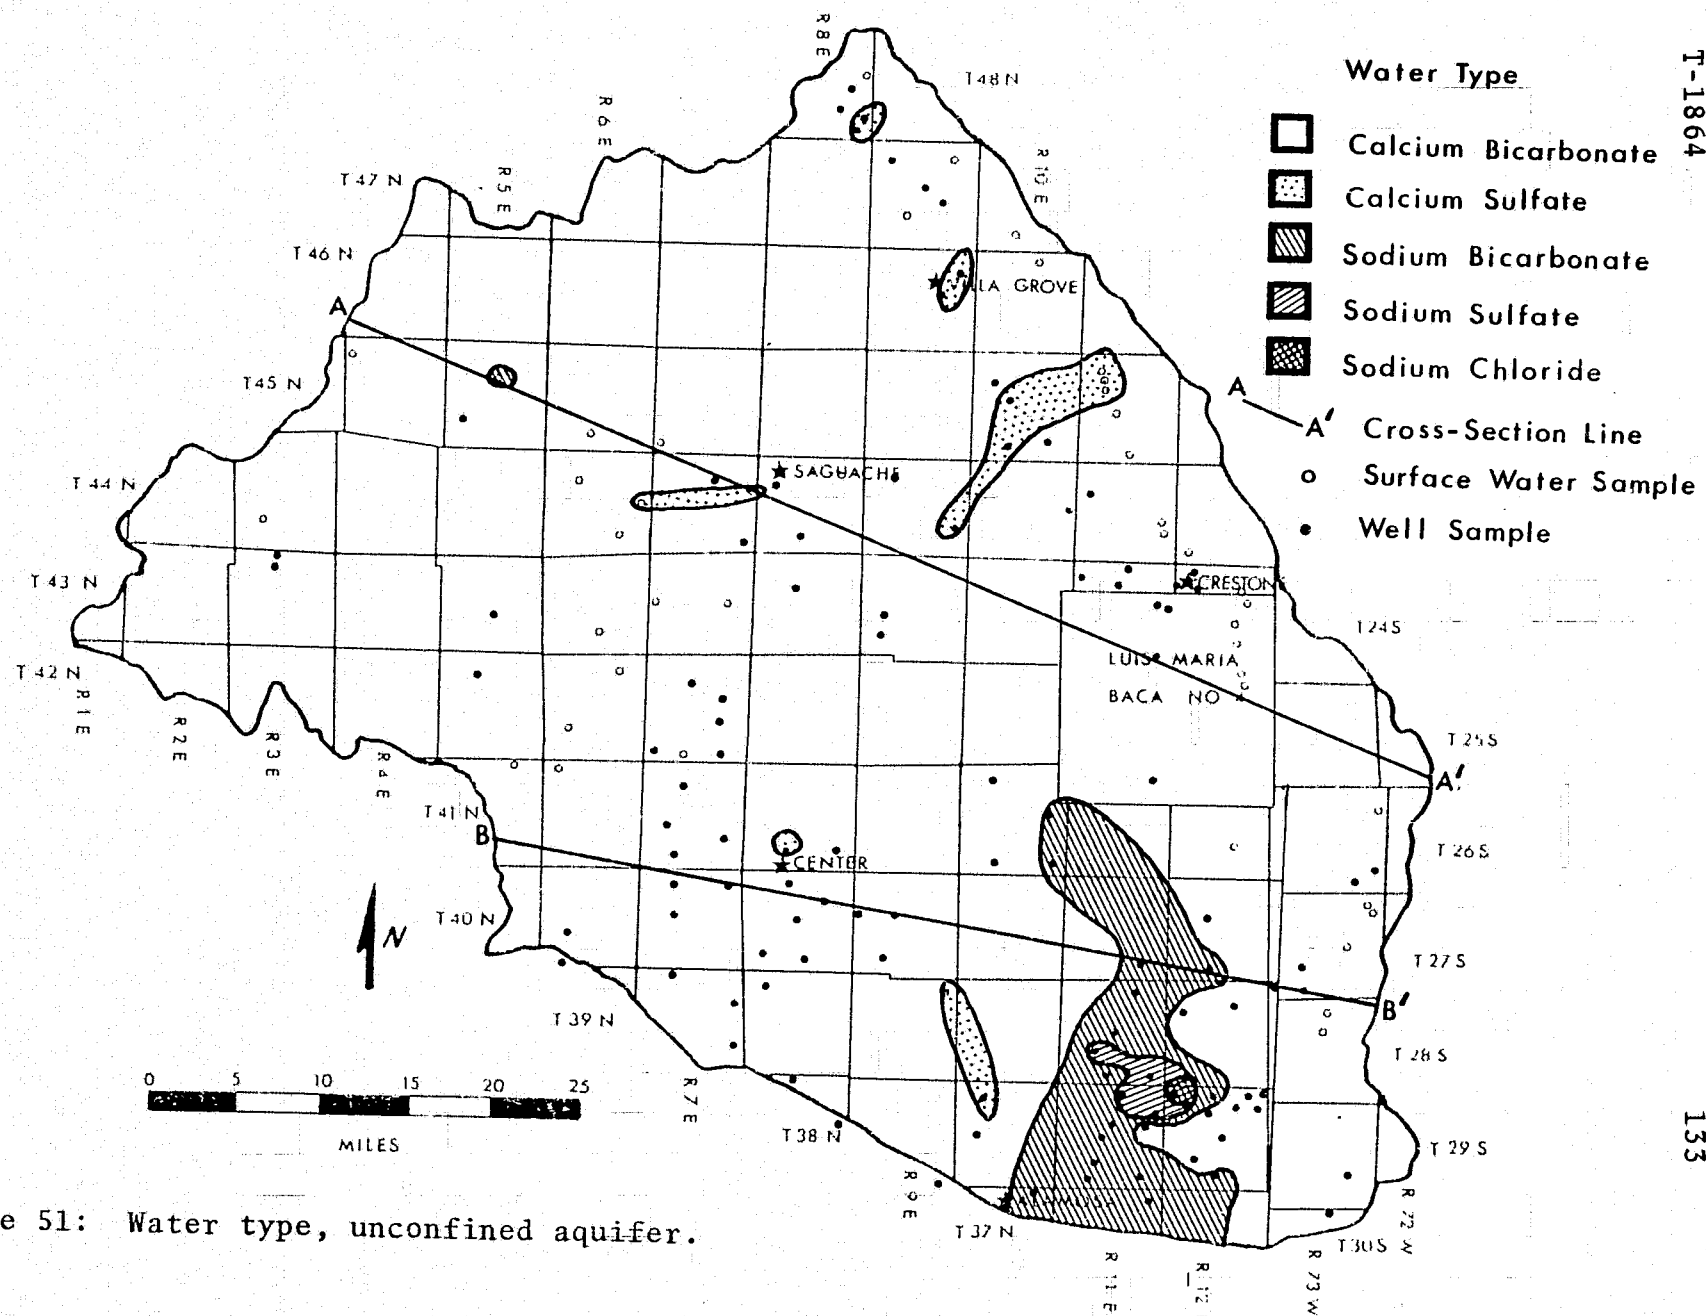 T-1864
Water Type
Calcium Bicarbonate
Calcium Sulfate
Sodium Bicarbonate
Sodium Sulfate
Sodium Chloride
A
A'
Cross-Section Line
Surface Water Sample
Well Sample
R 8 E
T 48 N
R 6 E
R 10 E
T 47 N
R 5 E
T 46 N
LA GROVE
A
T 45 N
SAGUACHE
T 44 N
T 43 N
CRESTON
T 24 S
T 42 N
LUIS MARIA
BACA NO
R 1 E
R 2 E
R 3 E
R 4 E
T 25 S
A'
T 41 N
B
CENTER
T 26 S
T 40 N
N
T 27 S
B'
T 39 N
T 28 S
0 5 10 15 20 25
MILES
R 7 E
T 38 N
T 29 S
R 9 E
R 72 W
T 37 N
T 30 S
R 11 E
R 12
R 73 W
e 51: Water type, unconfined aquifer.
133